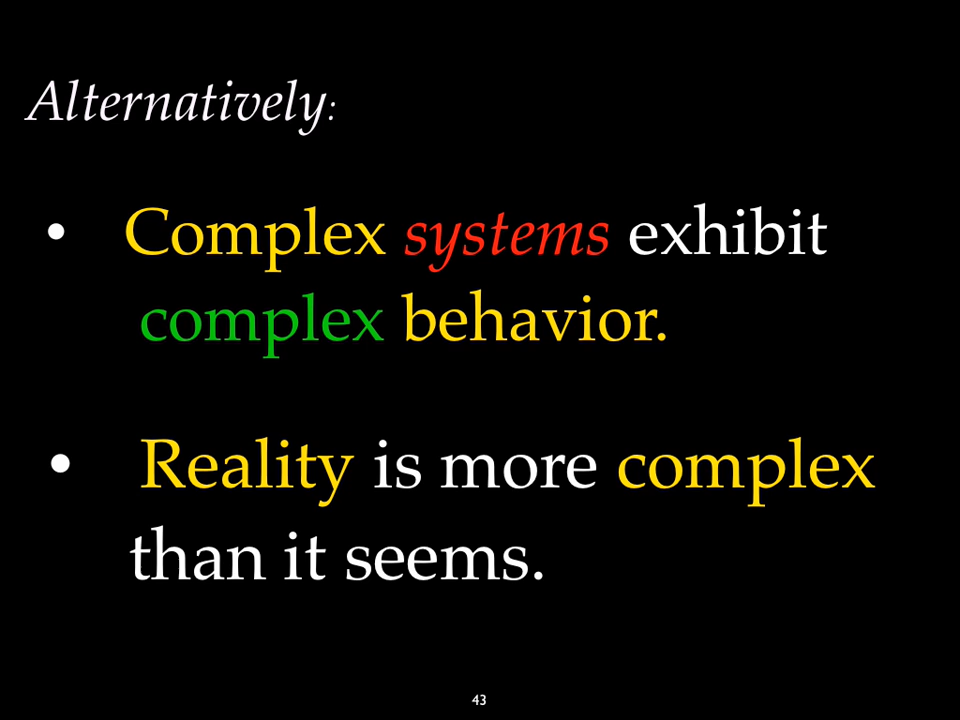 Alternatively:
• Complex systems exhibit
complex behavior.
• Reality is more complex
than it seems.
43